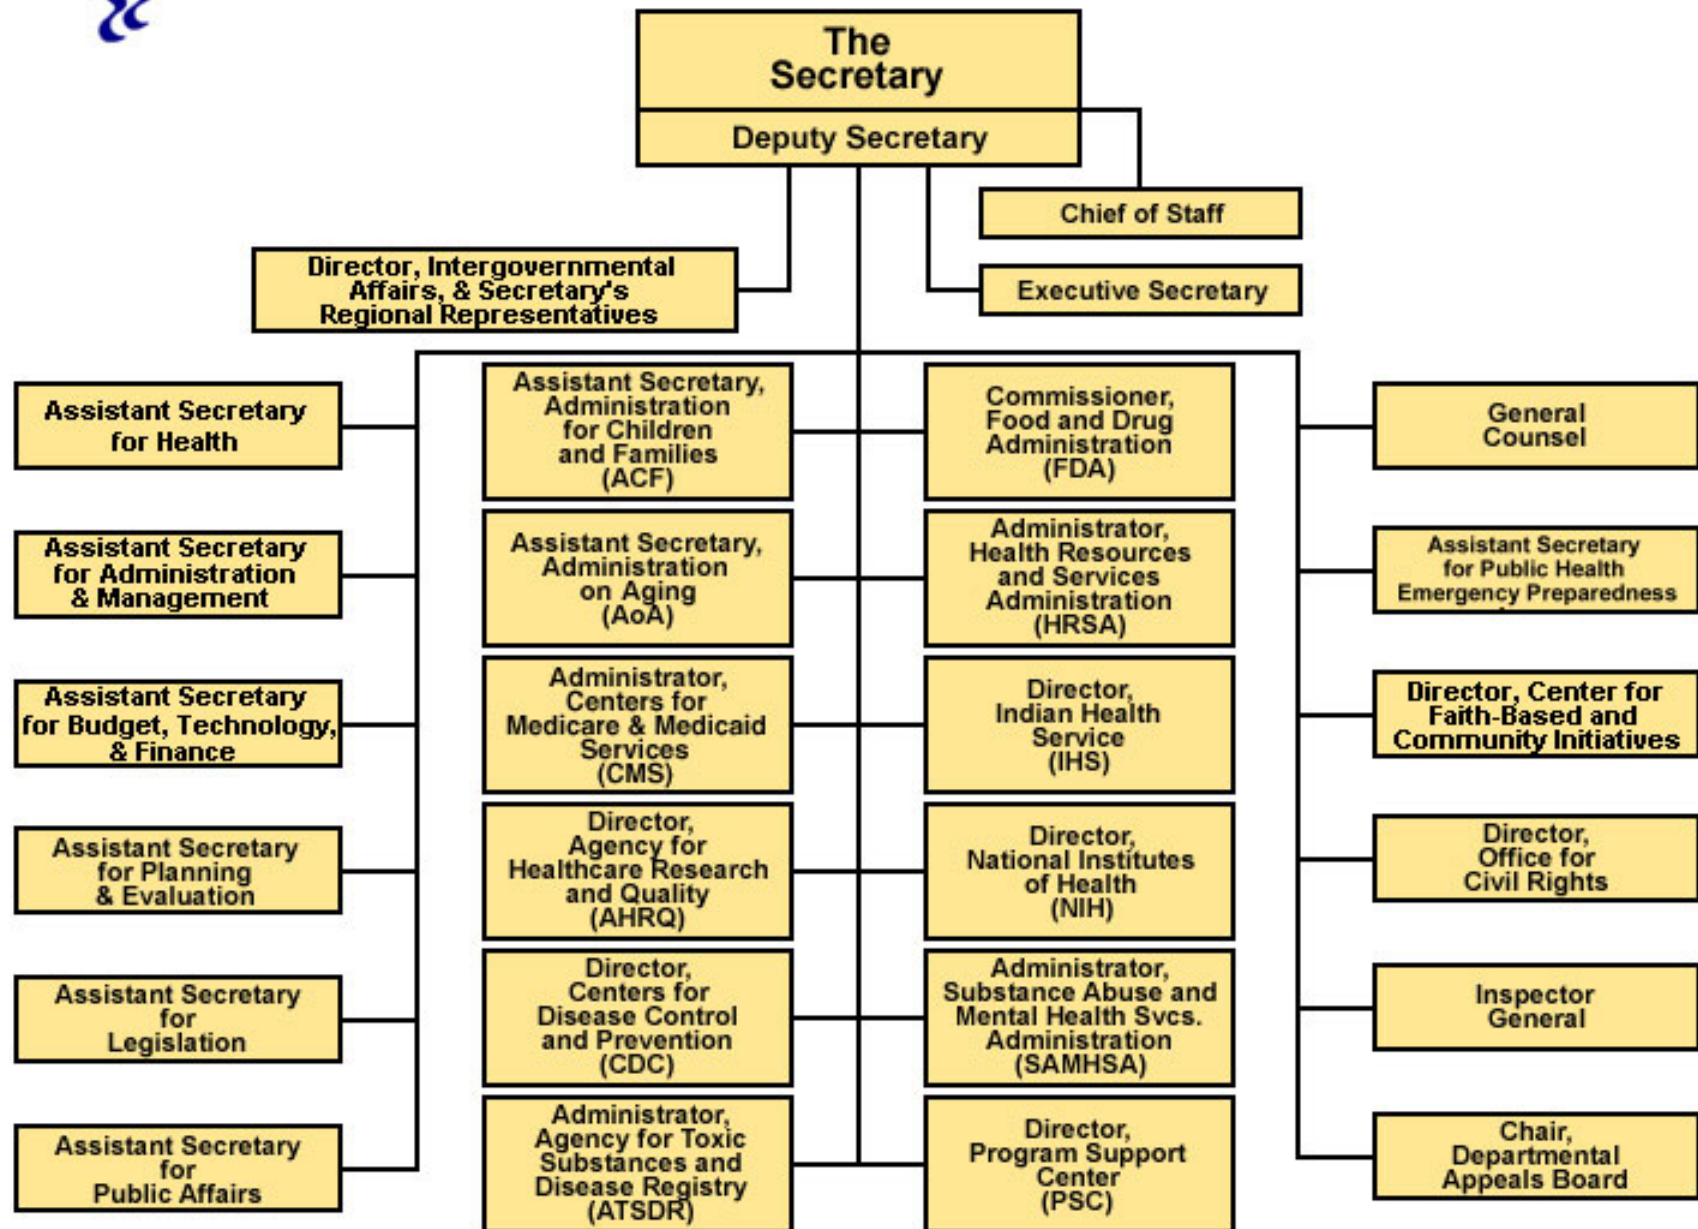 The
Secretary
Deputy Secretary
Chief of Staff
Director, Intergovernmental
Affairs, & Secretary's
Regional Representatives
Executive Secretary
Assistant Secretary
for Health
Assistant Secretary
for Administration
& Management
Assistant Secretary
for Budget, Technology,
& Finance
Assistant Secretary
for Planning
& Evaluation
Assistant Secretary
for
Legislation
Assistant Secretary
for
Public Affairs
Assistant Secretary,
Administration
for Children
and Families
(ACF)
Assistant Secretary,
Administration
on Aging
(AoA)
Administrator,
Centers for
Medicare & Medicaid
Services
(CMS)
Director,
Agency for
Healthcare Research
and Quality
(AHRQ)
Director,
Centers for
Disease Control
and Prevention
(CDC)
Administrator,
Agency for Toxic
Substances and
Disease Registry
(ATSDR)
Commissioner,
Food and Drug
Administration
(FDA)
Administrator,
Health Resources
and Services
Administration
(HRSA)
Director,
Indian Health
Service
(IHS)
Director,
National Institutes
of Health
(NIH)
Administrator,
Substance Abuse and
Mental Health Svcs.
Administration
(SAMHSA)
Director,
Program Support
Center
(PSC)
General
Counsel
Assistant Secretary
for Public Health
Emergency Preparedness
Director, Center for
Faith-Based and
Community Initiatives
Director,
Office for
Civil Rights
Inspector
General
Chair,
Departmental
Appeals Board